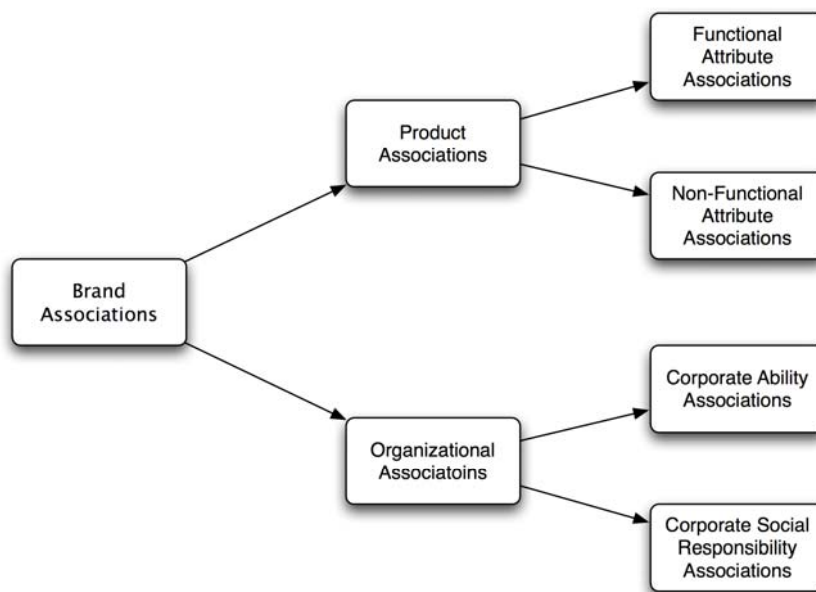 Functional
Attribute
Associations
Product
Associations
Non-Functional
Attribute
Associations
Brand
Associations
Corporate Ability
Associations
Organizational
Associatoins
Corporate Social
Responsibility
Associations